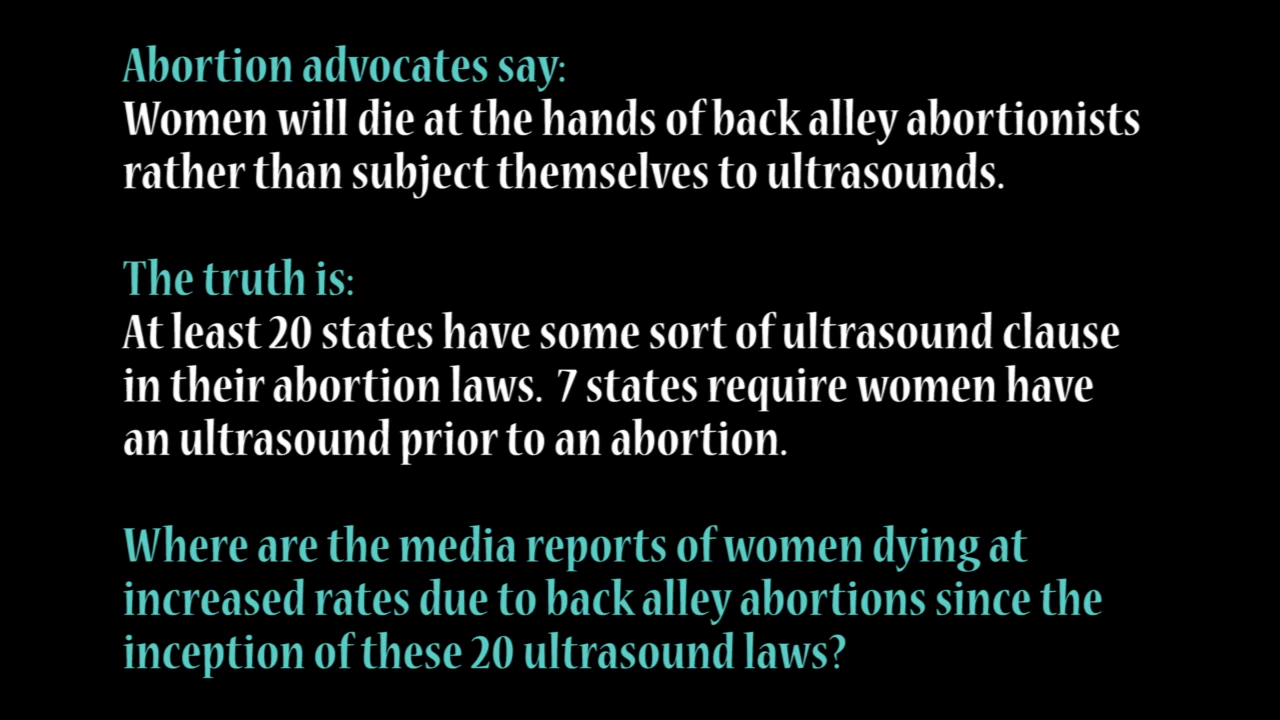 Abortion advocates say:
Women will die at the hands of back alley abortionists
rather than subject themselves to ultrasounds.
The truth is:
At least 20 states have some sort of ultrasound clause
in their abortion laws. 7 states require women have
an ultrasound prior to an abortion.
Where are the media reports of women dying at
increased rates due to back alley abortions since the
inception of these 20 ultrasound laws?